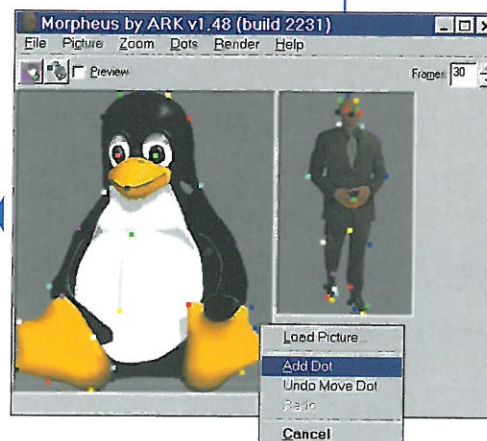 Morpheus by ARK v1.48 (build 2231)
File Picture Zoom Dots Render Help
Preview
Frames 30
Load Picture...
Add Dot
Undo Move Dot
Redo
Cancel